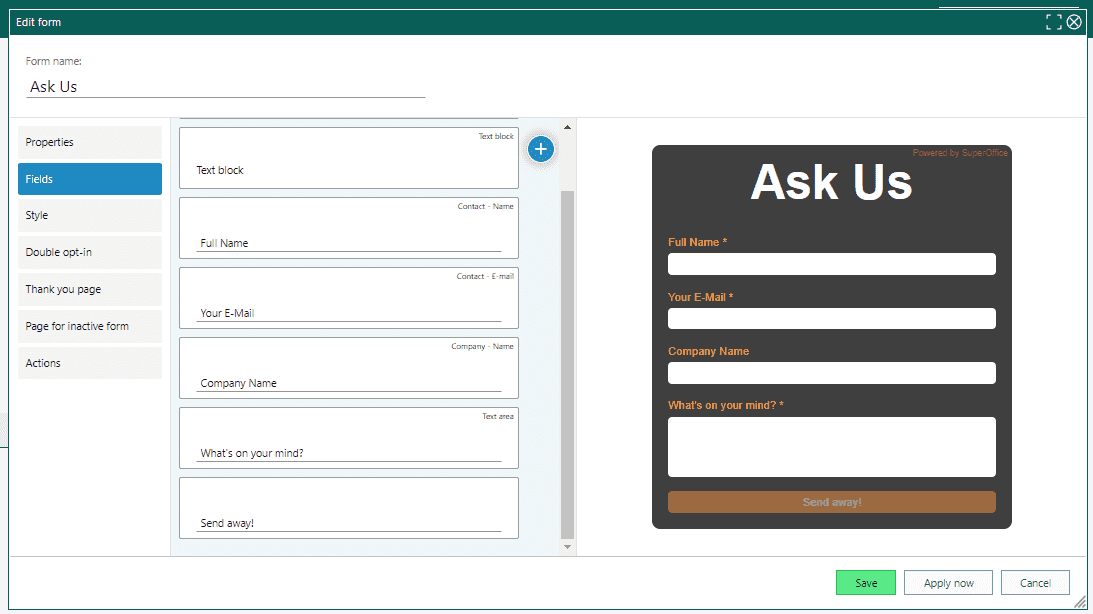 Edit form
Form name:
Ask Us
Properties
Fields
Style
Double opt-in
Thank you page
Page for inactive form
Actions
Text block
Text block
Contact - Name
Full Name
Contact - E-mail
Your E-Mail
Company - Name
Company Name
Text area
What's on your mind?
Send away!
Powered by SuperOffice
Ask Us
Full Name *
Your E-Mail *
Company Name
What's on your mind? *
Send away!
Save
Apply now
Cancel